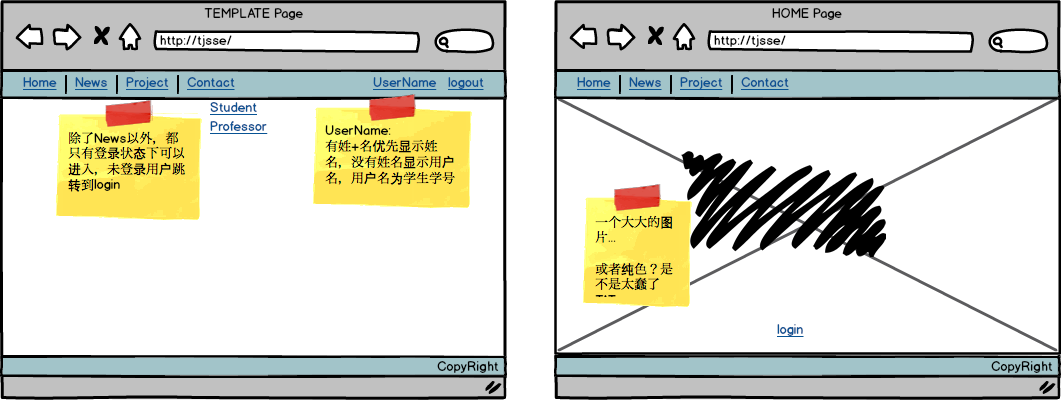 TEMPLATE Page
http://tjsse/
Home News Project Contact UserName logout
Student
Professor
除了News以外，都
只有登录状态下可以
进入，未登录用户跳
转到login
UserName:
有姓+名优先显示姓
名，没有姓名显示用户
名，用户名为学生学号
CopyRight
HOME Page
http://tjsse/
Home News Project Contact
一个大大的图
片...
或者纯色？是
不是太蠢了
login
CopyRight